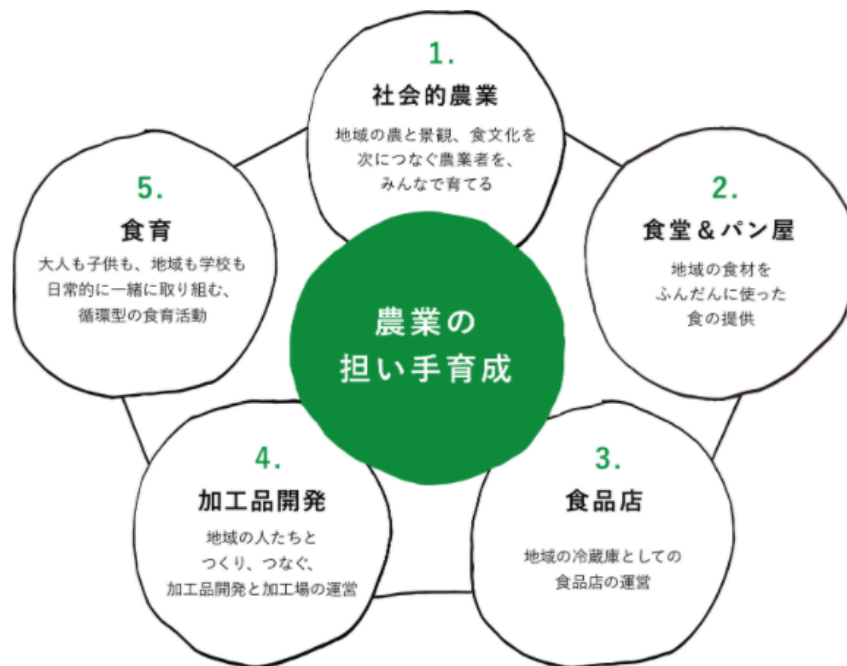 1.
社会的農業
地域の農と景観、食文化を
次につなぐ農業者を、
みんなで育てる
2.
食堂＆パン屋
地域の食材を
ふんだんに使った
食の提供
3.
食品店
地域の冷蔵庫としての
食品店の運営
4.
加工品開発
地域の人たちと
つくり、つなぐ、
加工品開発と加工場の運営
5.
食育
大人も子供も、地域も学校も
日常的に一緒に取り組む、
循環型の食育活動
農業の
担い手育成